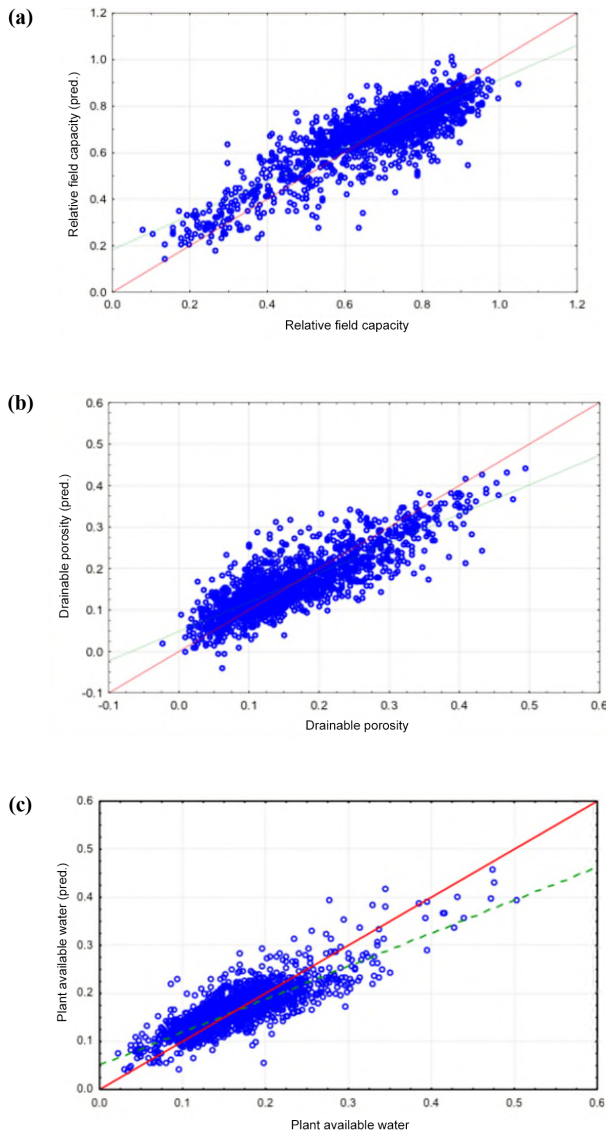 (a)
1.2
1.0
0.8
0.6
0.4
0.2
0.0
Relative field capacity (pred.)
0.0 0.2 0.4 0.6 0.8 1.0 1.2
Relative field capacity
(b)
0.6
0.5
0.4
0.3
0.2
0.1
0.0
-0.1
Drainable porosity (pred.)
-0.1 0.0 0.1 0.2 0.3 0.4 0.5 0.6
Drainable porosity
(c)
0.6
0.5
0.4
0.3
0.2
0.1
0.0
Plant available water (pred.)
0.0 0.1 0.2 0.3 0.4 0.5 0.6
Plant available water